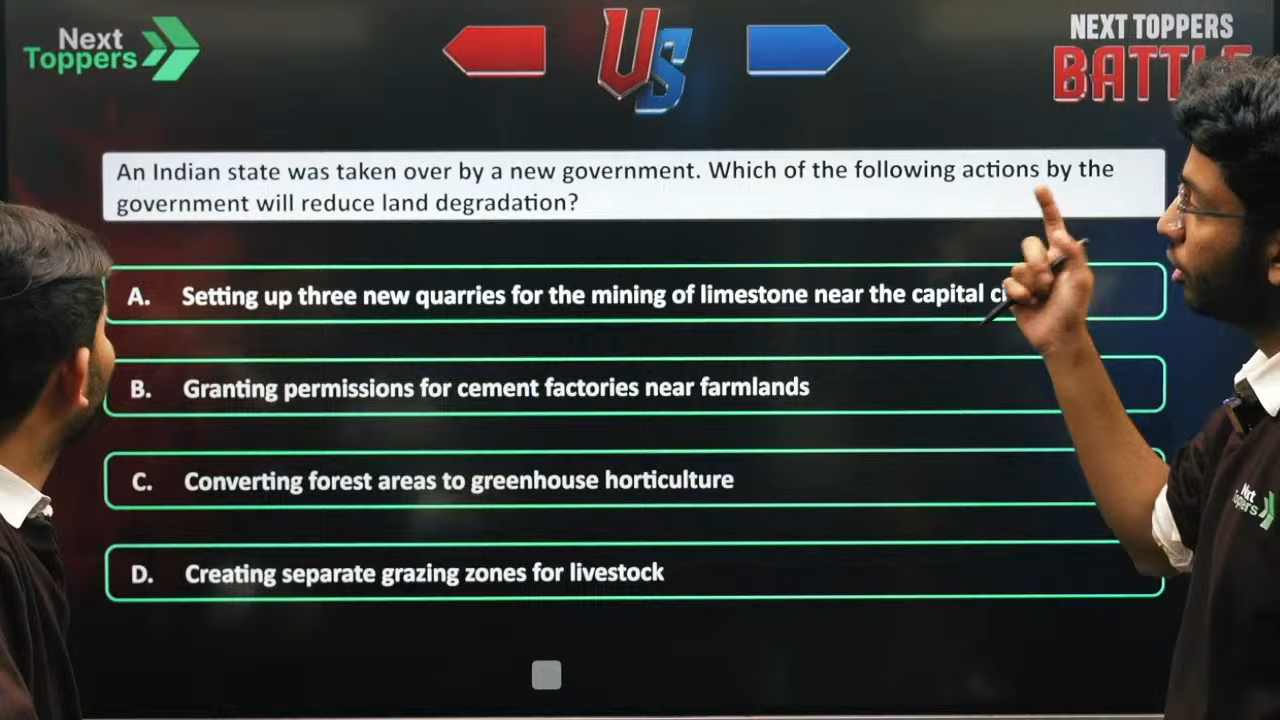 Next
Toppers
US
NEXT TOPPERS
An Indian state was taken over by a new government. Which of the following actions by the
government will reduce land degradation?
A. Setting up three new quarries for the mining of limestone near the capital
B. Granting permissions for cement factories near farmlands
C. Converting forest areas to greenhouse horticulture
D. Creating separate grazing zones for livestock